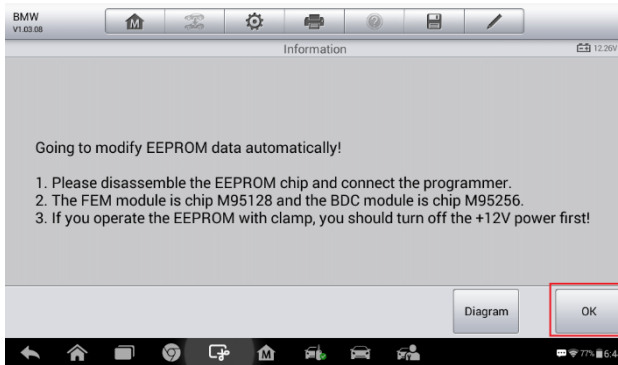 BMW
V1.03.08
Information
12.26V
Going to modify EEPROM data automatically!
1. Please disassemble the EEPROM chip and connect the programmer.
2. The FEM module is chip M95128 and the BDC module is chip M95256.
3. If you operate the EEPROM with clamp, you should turn off the +12V power first!
Diagram
OK
77%